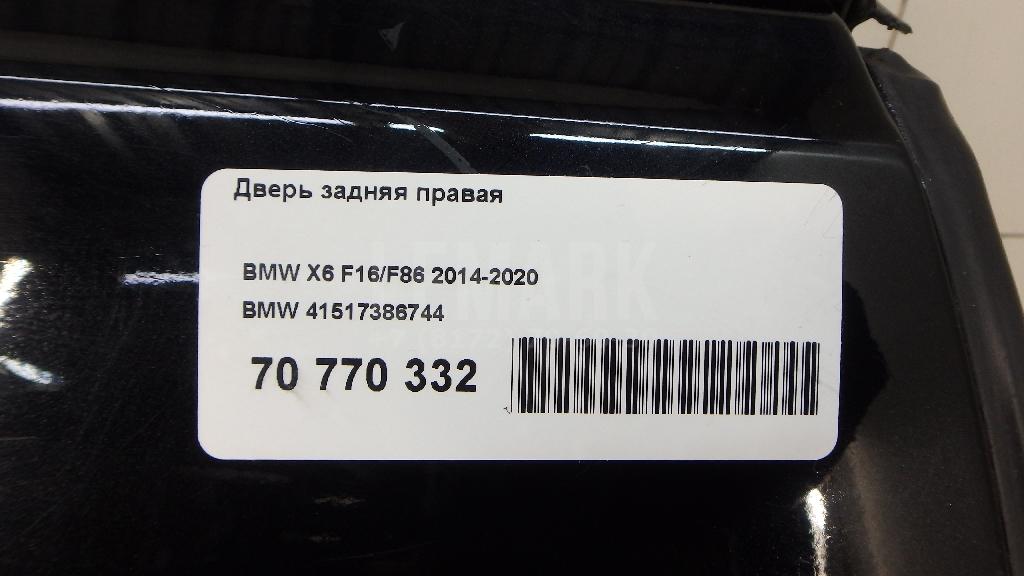 Дверь задняя правая
BMW X6 F16/F86 2014-2020
BMW 41517386744
70 770 332